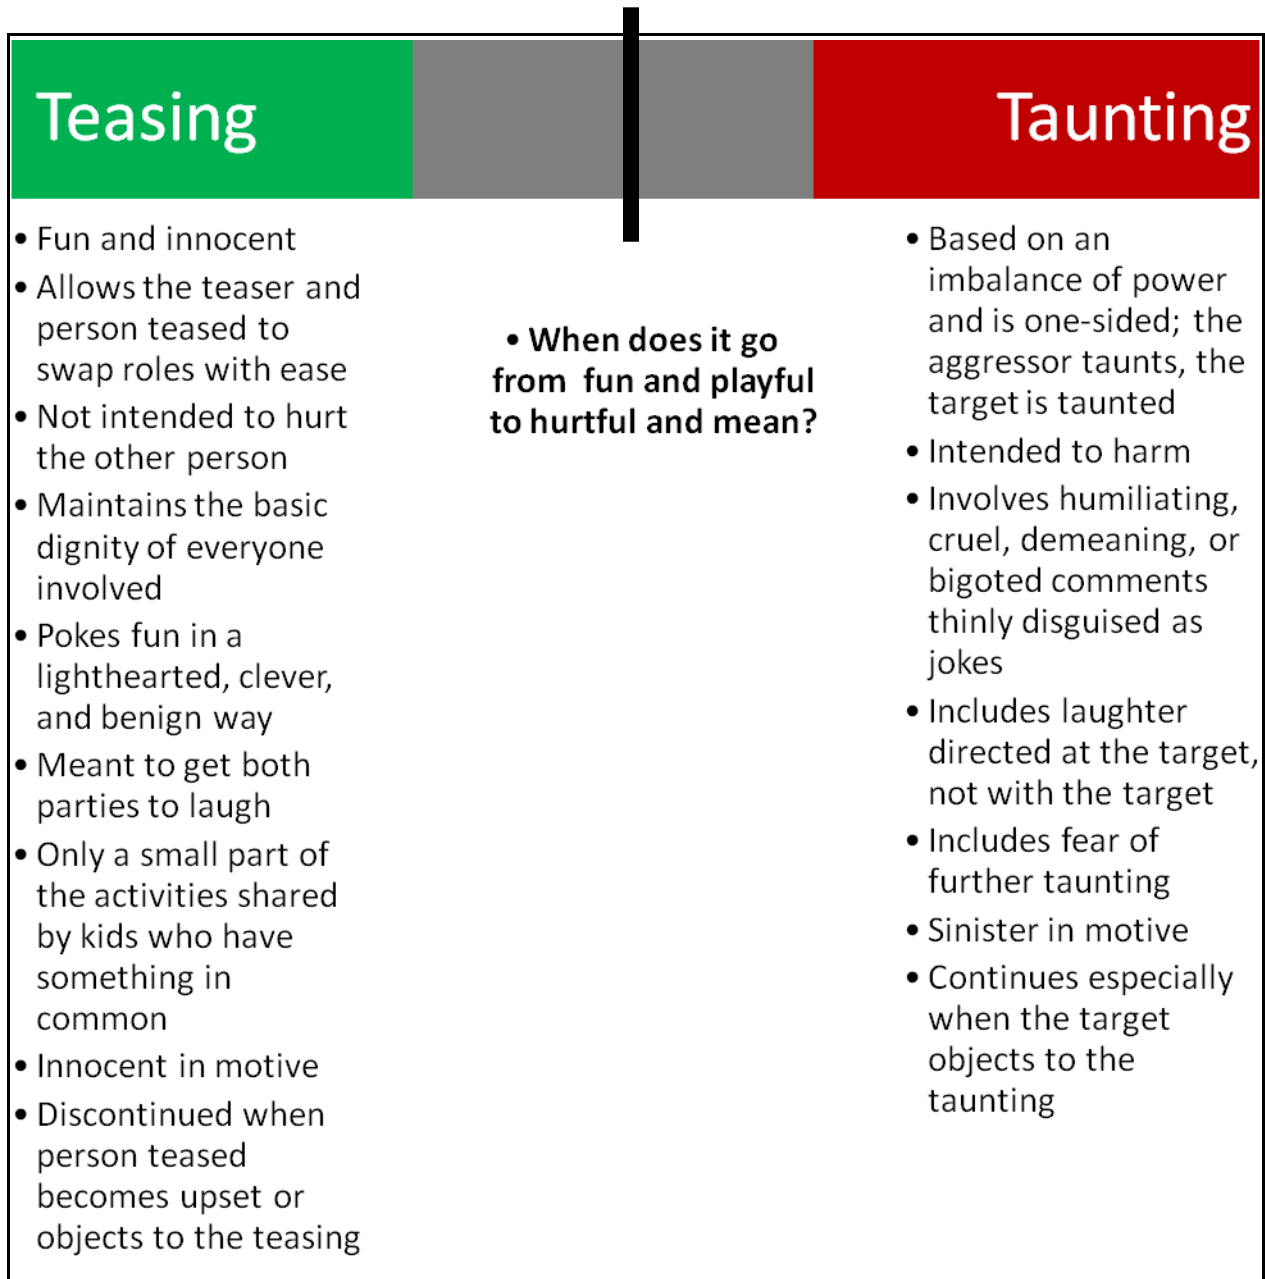 Teasing
Taunting
• Fun and innocent
• Allows the teaser and
person teased to
swap roles with ease
• Not intended to hurt
the other person
• Maintains the basic
dignity of everyone
involved
• Pokes fun in a
lighthearted, clever,
and benign way
• Meant to get both
parties to laugh
• Only a small part of
the activities shared
by kids who have
something in
common
• Innocent in motive
• Discontinued when
person teased
becomes upset or
objects to the teasing
• When does it go
from fun and playful
to hurtful and mean?
• Based on an
imbalance of power
and is one-sided; the
aggressor taunts, the
target is taunted
• Intended to harm
• Involves humiliating,
cruel, demeaning, or
bigoted comments
thinly disguised as
jokes
• Includes laughter
directed at the target,
not with the target
• Includes fear of
further taunting
• Sinister in motive
• Continues especially
when the target
objects to the
taunting